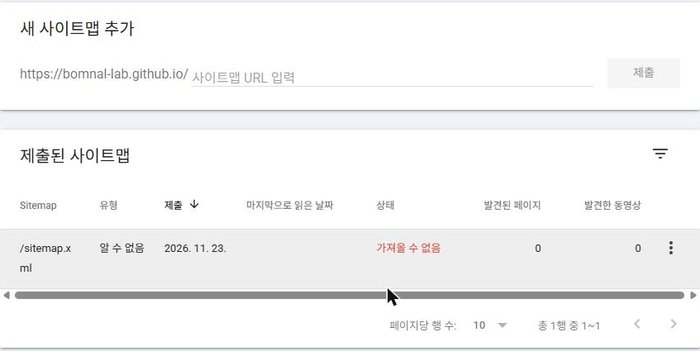 새 사이트맵 추가
https://bomnal-lab.github.io/ 사이트맵 URL 입력 제출
제출된 사이트맵
Sitemap 유형 제출 마지막으로 읽은 날짜 상태 발견된 페이지 발견한 동영상
/sitemap.x 알 수 없음 2026. 11. 23. 가져올 수 없음 0 0
ml
페이지당 행 수: 10 총 1행 중 1~1